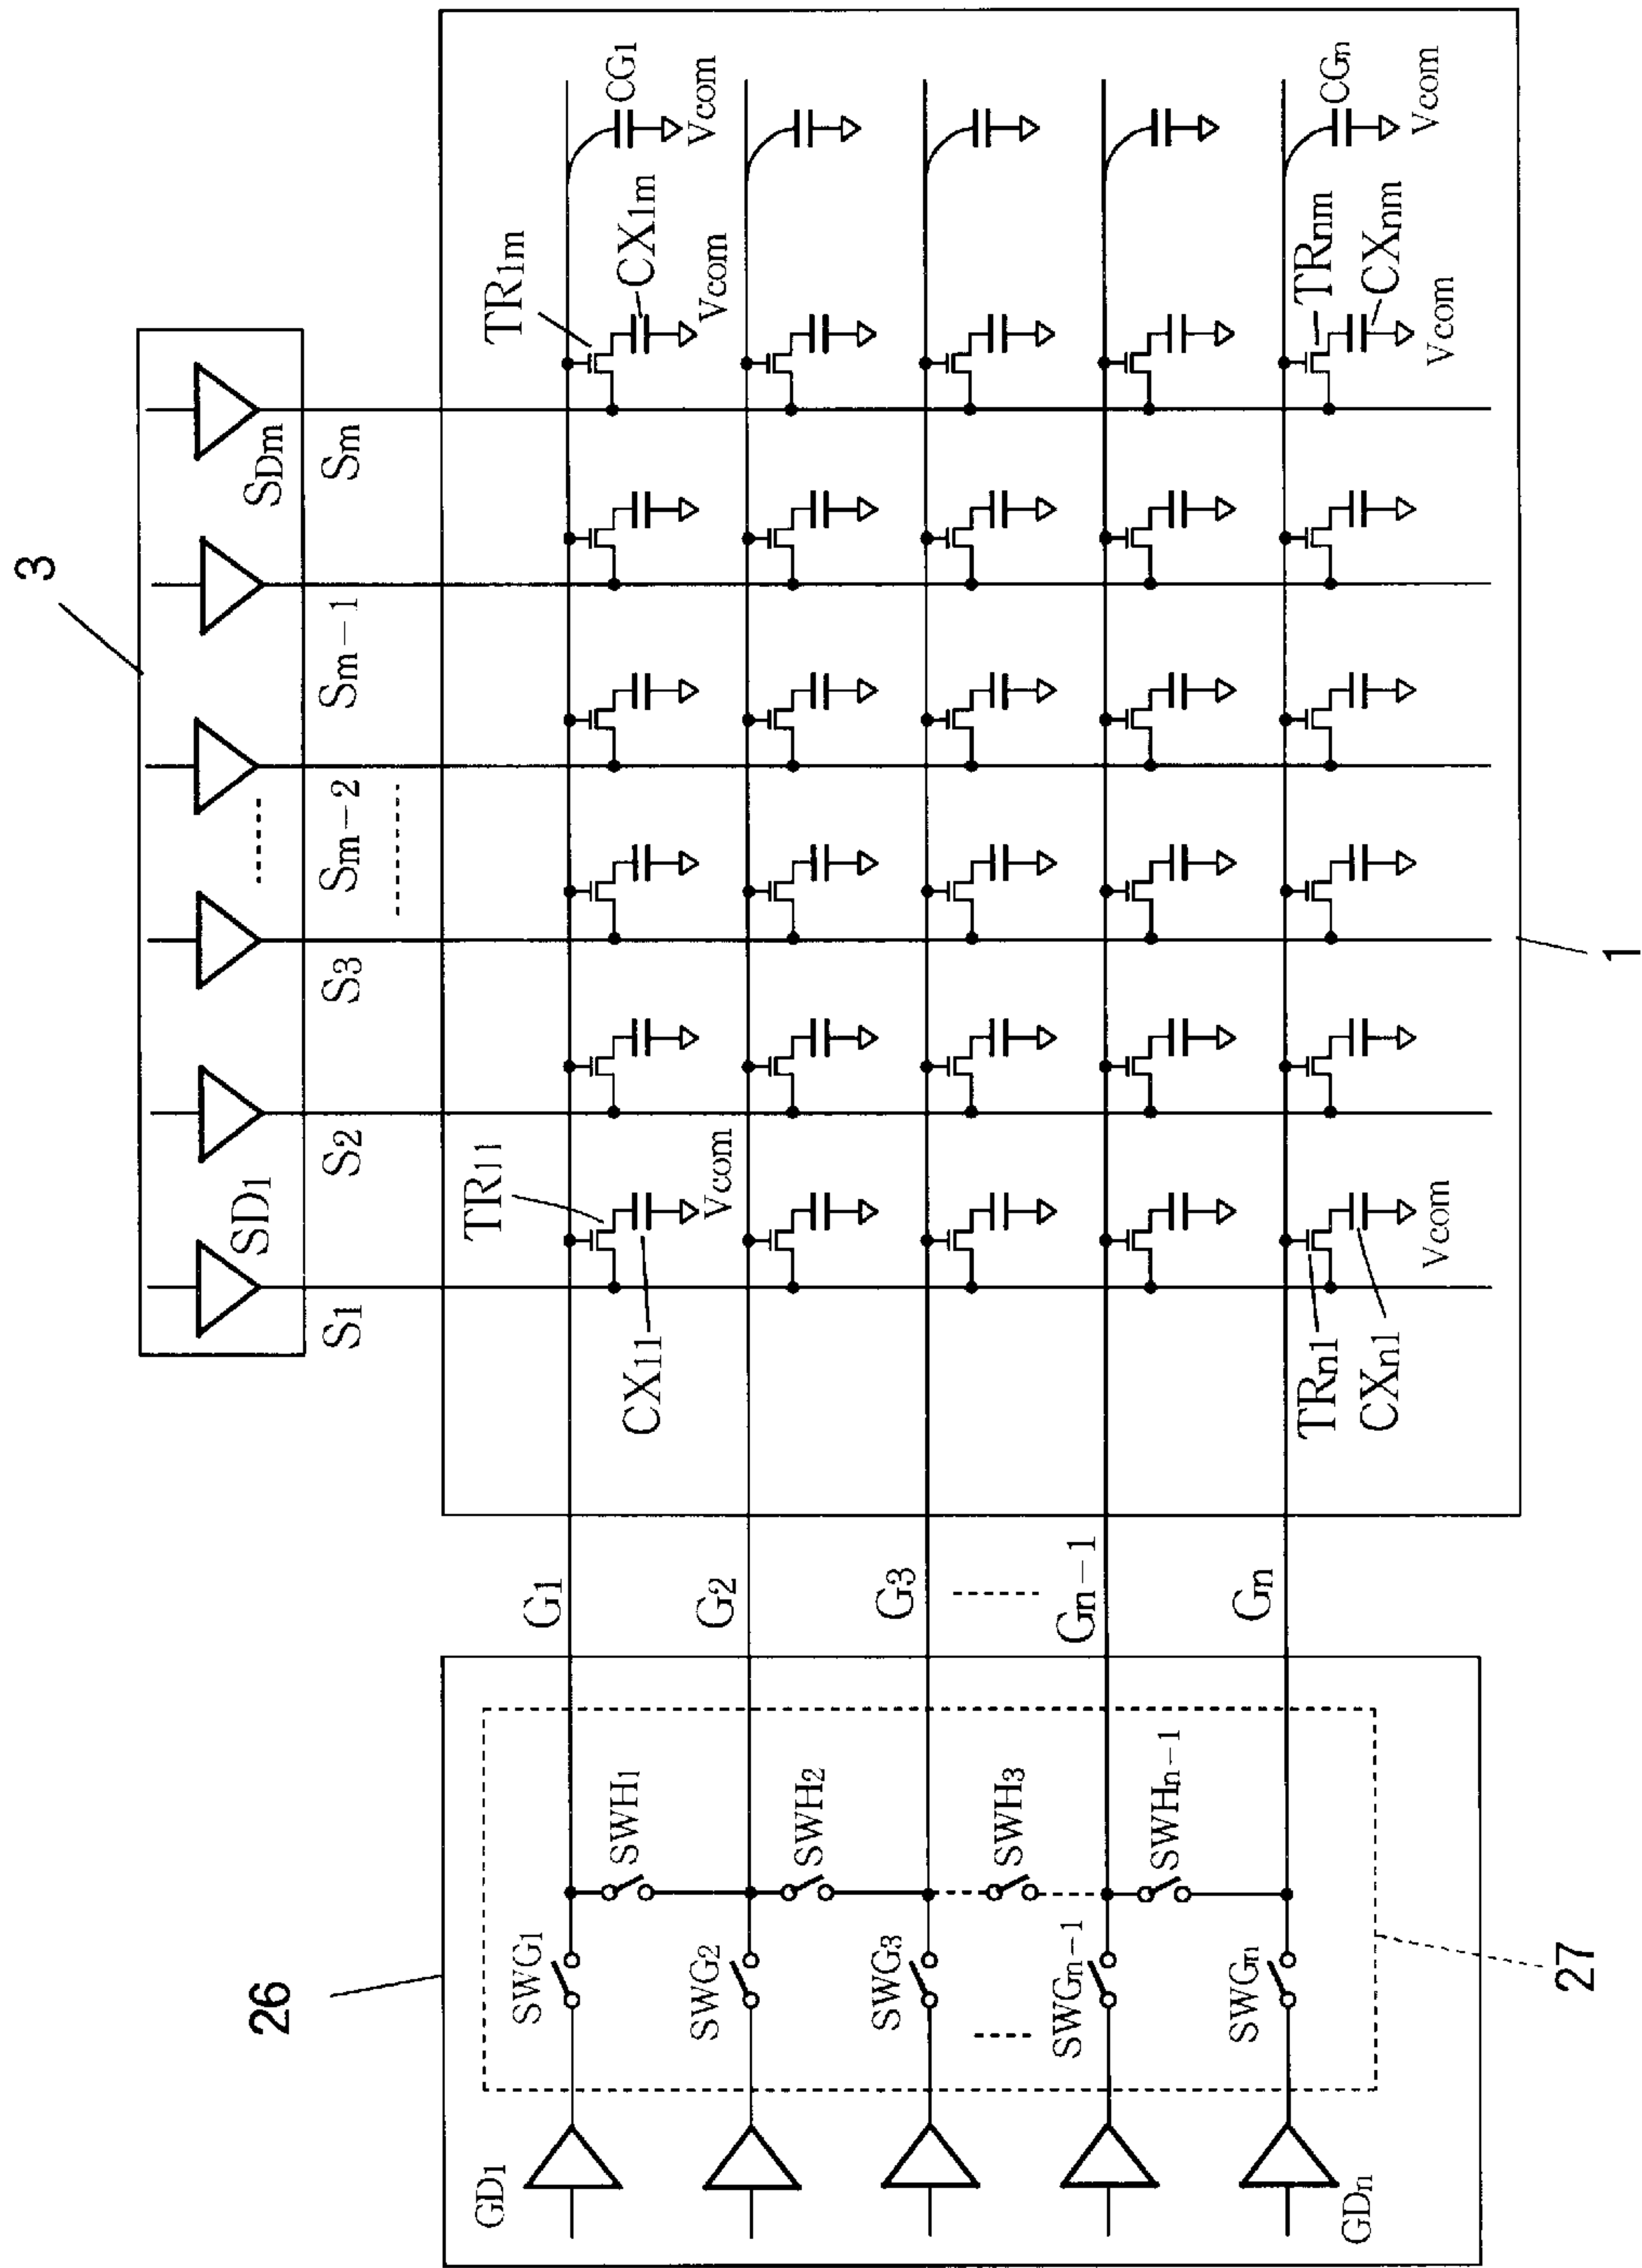 3
SD1
SDm
S1
S2
S3
Sm-2
Sm-1
Sm
26
GD1
GDn
SWG1
SWG2
SWG3
SWGn-1
SWGn
SWH1
SWH2
SWH3
SWHn-1
27
G1
G2
G3
Gn-1
Gn
TR11
CX11
Vcom
TR1m
CX1m
Vcom
CG1
Vcom
TRn1
CXn1
Vcom
TRnm
CXnm
Vcom
CGn
Vcom
1